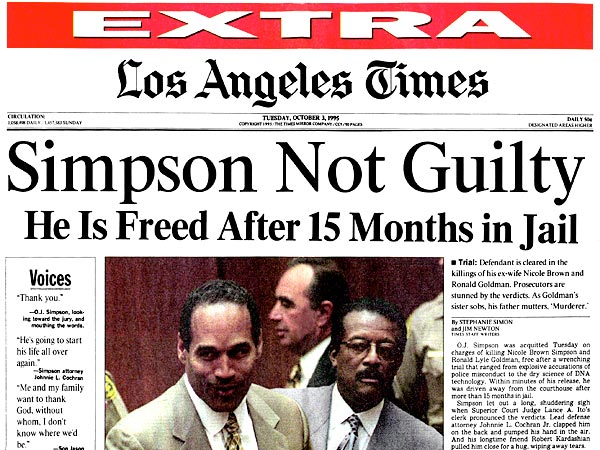 EXTRA
Los Angeles Times
CIRCULATION:
1,058,498 DAILY / 1,457,583 SUNDAY
TUESDAY, OCTOBER 3, 1995
COPYRIGHT 1995 / THE TIMES MIRROR COMPANY / CC1 / 90 PAGES
DAILY 50¢
DESIGNATED AREAS HIGHER
Simpson Not Guilty
He Is Freed After 15 Months in Jail
Voices
“Thank you.”
—O.J. Simpson, look-
ing toward the jury, and
mouthing the words.
“He’s going to start
his life all over
again.”
—Simpson attorney
Johnnie L. Cochran
“Me and my family
want to thank
God, without
whom, I don’t
know where we’d
be.”
—Son Jason
■ Trial: Defendant is cleared in the
killings of his ex-wife Nicole Brown and
Ronald Goldman. Prosecutors are
stunned by the verdicts. As Goldman’s
sister sobs, his father mutters, ‘Murderer.’
By STEPHANIE SIMON
and JIM NEWTON
TIMES STAFF WRITERS
O.J. Simpson was acquitted Tuesday on
charges of killing Nicole Brown Simpson and
Ronald Lyle Goldman, free after a wrenching
trial that ranged from explosive accusations of
police misconduct to the dry science of DNA
technology. Within minutes of his release, he
was driven away from the courthouse after
more than 15 months in jail.
Simpson let out a long, shuddering sigh
when Superior Court Judge Lance A. Ito’s
clerk pronounced the verdicts. Lead defense
attorney Johnnie L. Cochran Jr. clapped him
on the back and pumped his hand in the air.
And his longtime friend Robert Kardashian
pulled him close for a hug, wiping away tears.